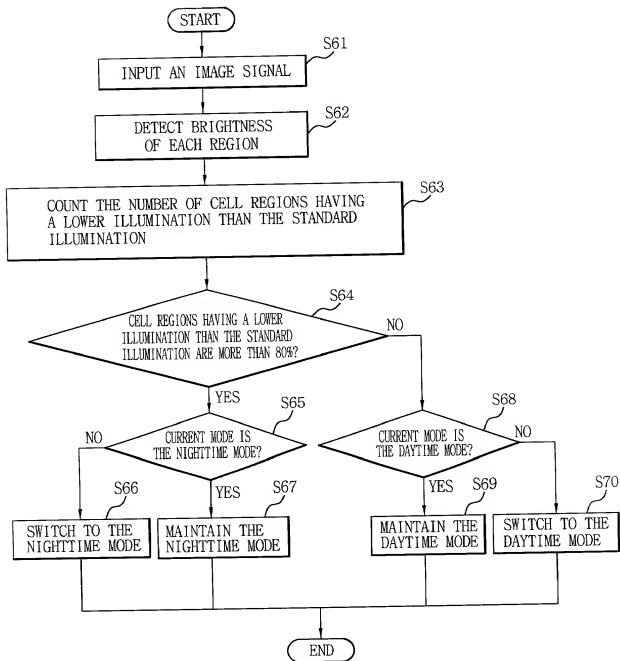 START
S61
INPUT AN IMAGE SIGNAL
S62
DETECT BRIGHTNESS
OF EACH REGION
S63
COUNT THE NUMBER OF CELL REGIONS HAVING
A LOWER ILLUMINATION THAN THE STANDARD
ILLUMINATION
S64
CELL REGIONS HAVING A LOWER
ILLUMINATION THAN THE STANDARD
ILLUMINATION ARE MORE THAN 80%?
NO
YES
S65
CURRENT MODE IS
THE NIGHTTIME MODE?
NO
YES
S68
CURRENT MODE IS
THE DAYTIME MODE?
NO
YES
S66
SWITCH TO THE
NIGHTTIME MODE
S67
MAINTAIN THE
NIGHTTIME MODE
S69
MAINTAIN THE
DAYTIME MODE
S70
SWITCH TO THE
DAYTIME MODE
END